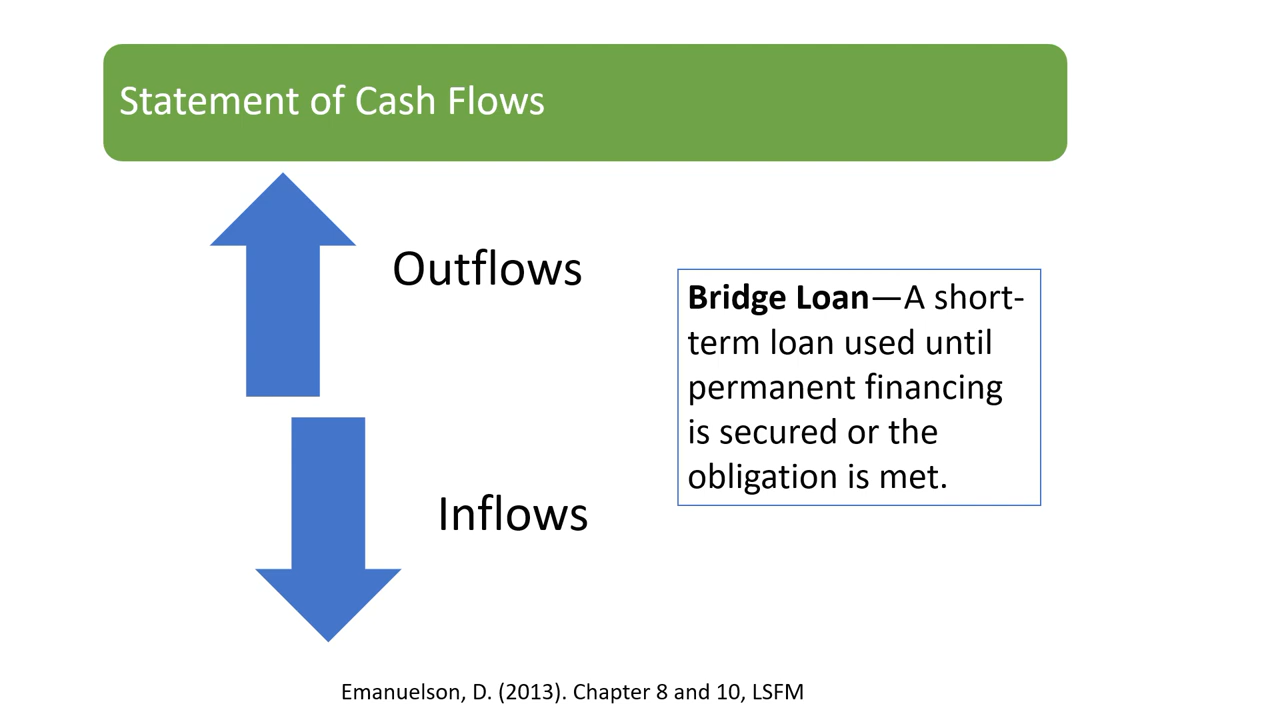 Statement of Cash Flows
Outflows
Bridge Loan—A short-
term loan used until
permanent financing
is secured or the
obligation is met.
Inflows
Emanuelson, D. (2013). Chapter 8 and 10, LSFM